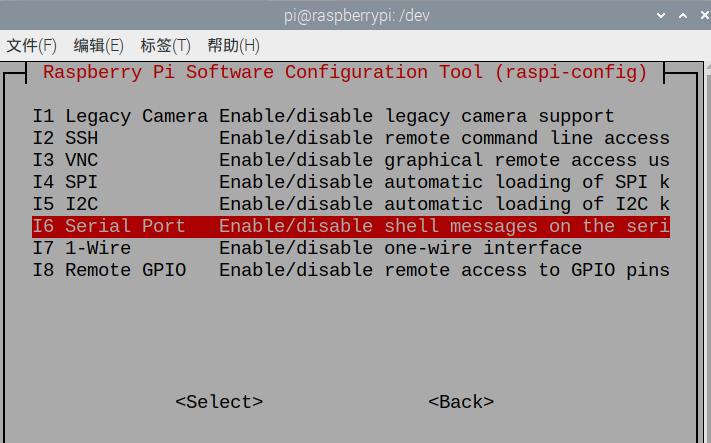 pi@raspberrypi: /dev
文件(F) 编辑(E) 标签(T) 帮助(H)
Raspberry Pi Software Configuration Tool (raspi-config)
I1 Legacy Camera Enable/disable legacy camera support
I2 SSH Enable/disable remote command line access
I3 VNC Enable/disable graphical remote access us
I4 SPI Enable/disable automatic loading of SPI k
I5 I2C Enable/disable automatic loading of I2C k
I6 Serial Port Enable/disable shell messages on the seri
I7 1-Wire Enable/disable one-wire interface
I8 Remote GPIO Enable/disable remote access to GPIO pins
<Select> <Back>